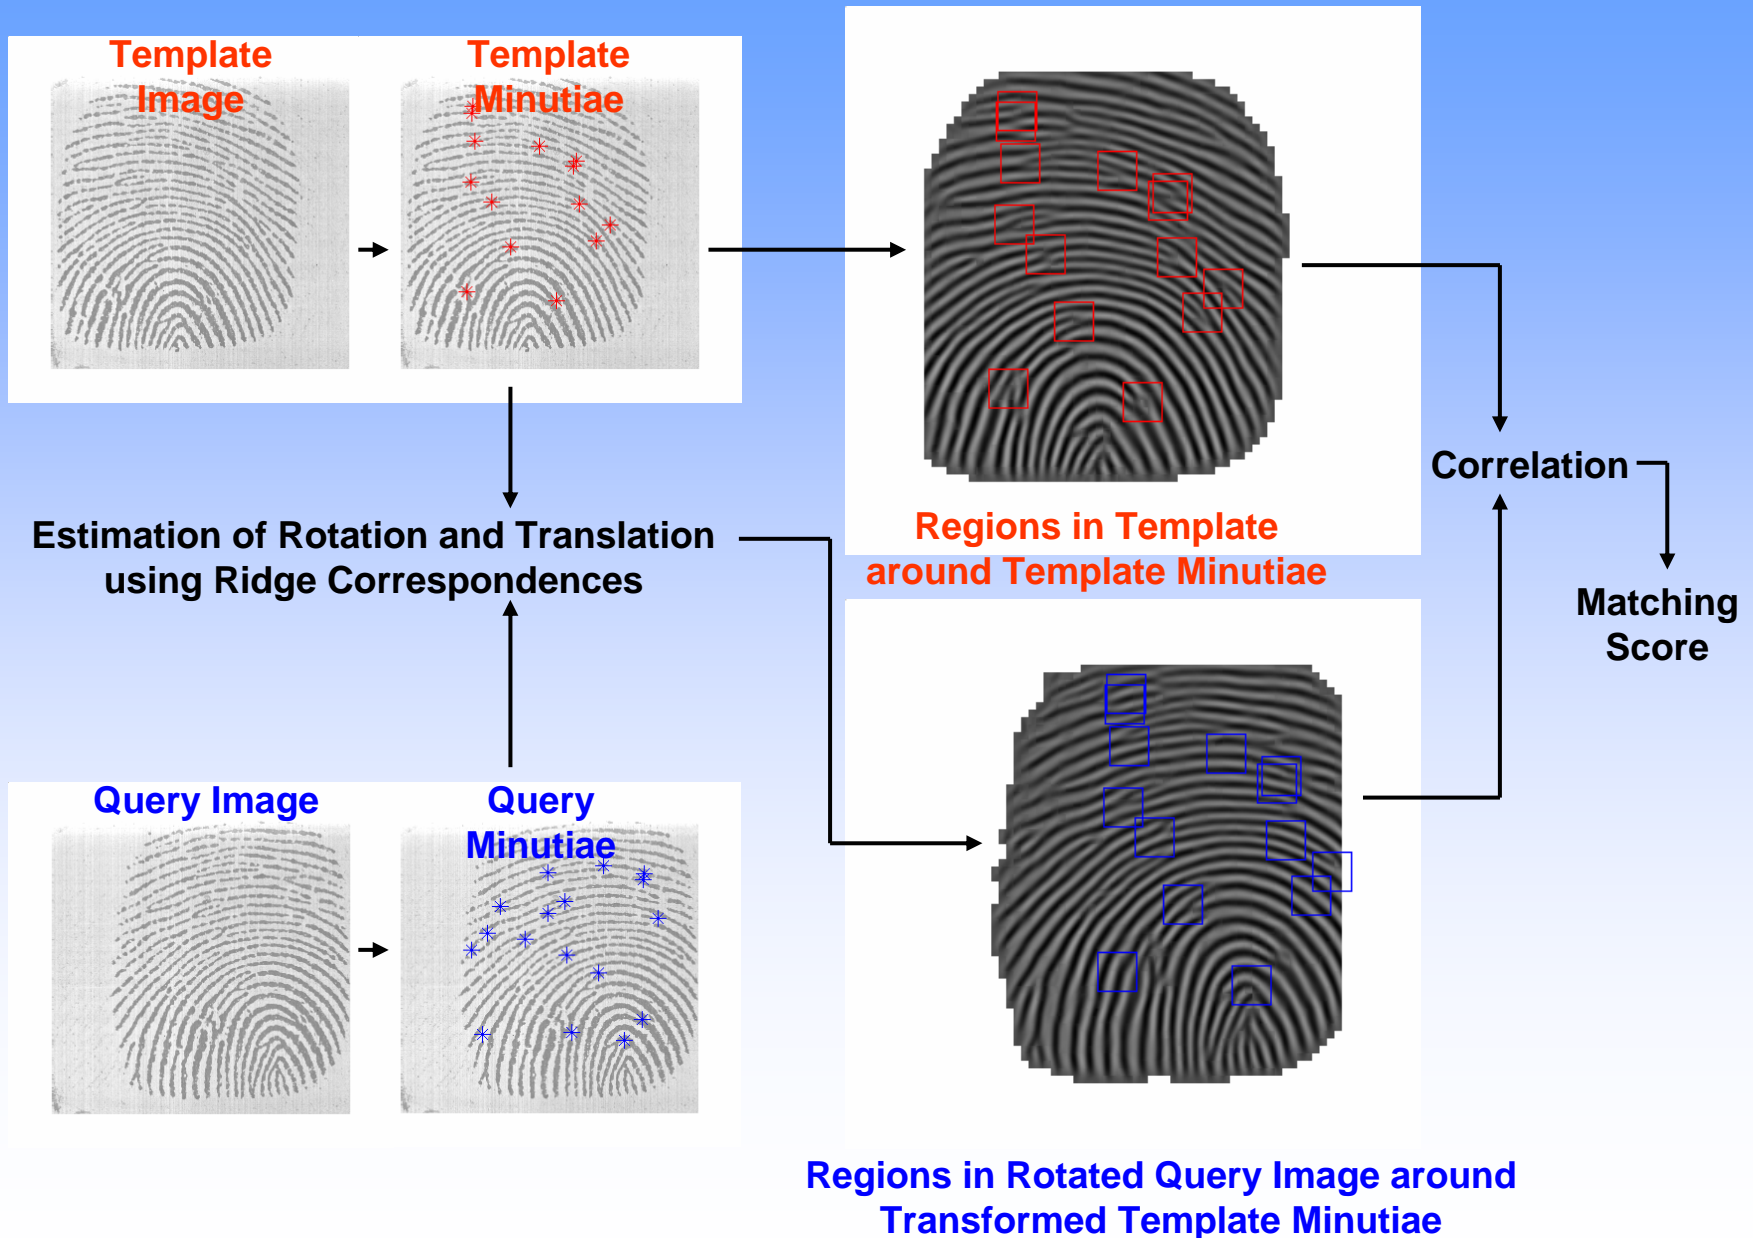 Template
Image
Template
Minutiae
Estimation of Rotation and Translation
using Ridge Correspondences
Regions in Template
around Template Minutiae
Correlation
Matching
Score
Query Image
Query
Minutiae
Regions in Rotated Query Image around
Transformed Template Minutiae